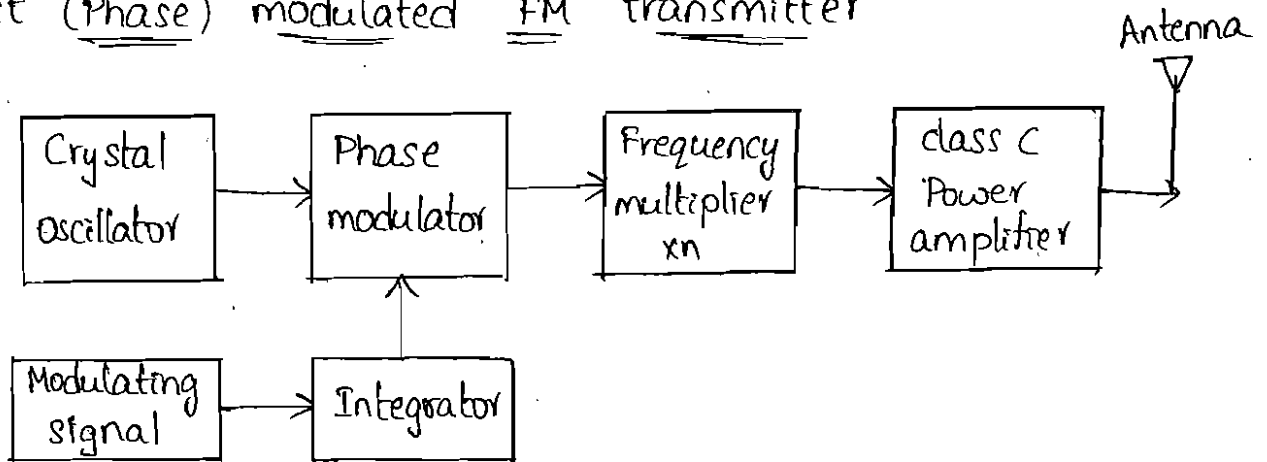 (Phase) modulated FM transmitter
Antenna
Crystal
oscillator
Phase
modulator
Frequency
multiplier
xn
class C
Power
amplifier
Modulating
signal
Integrator